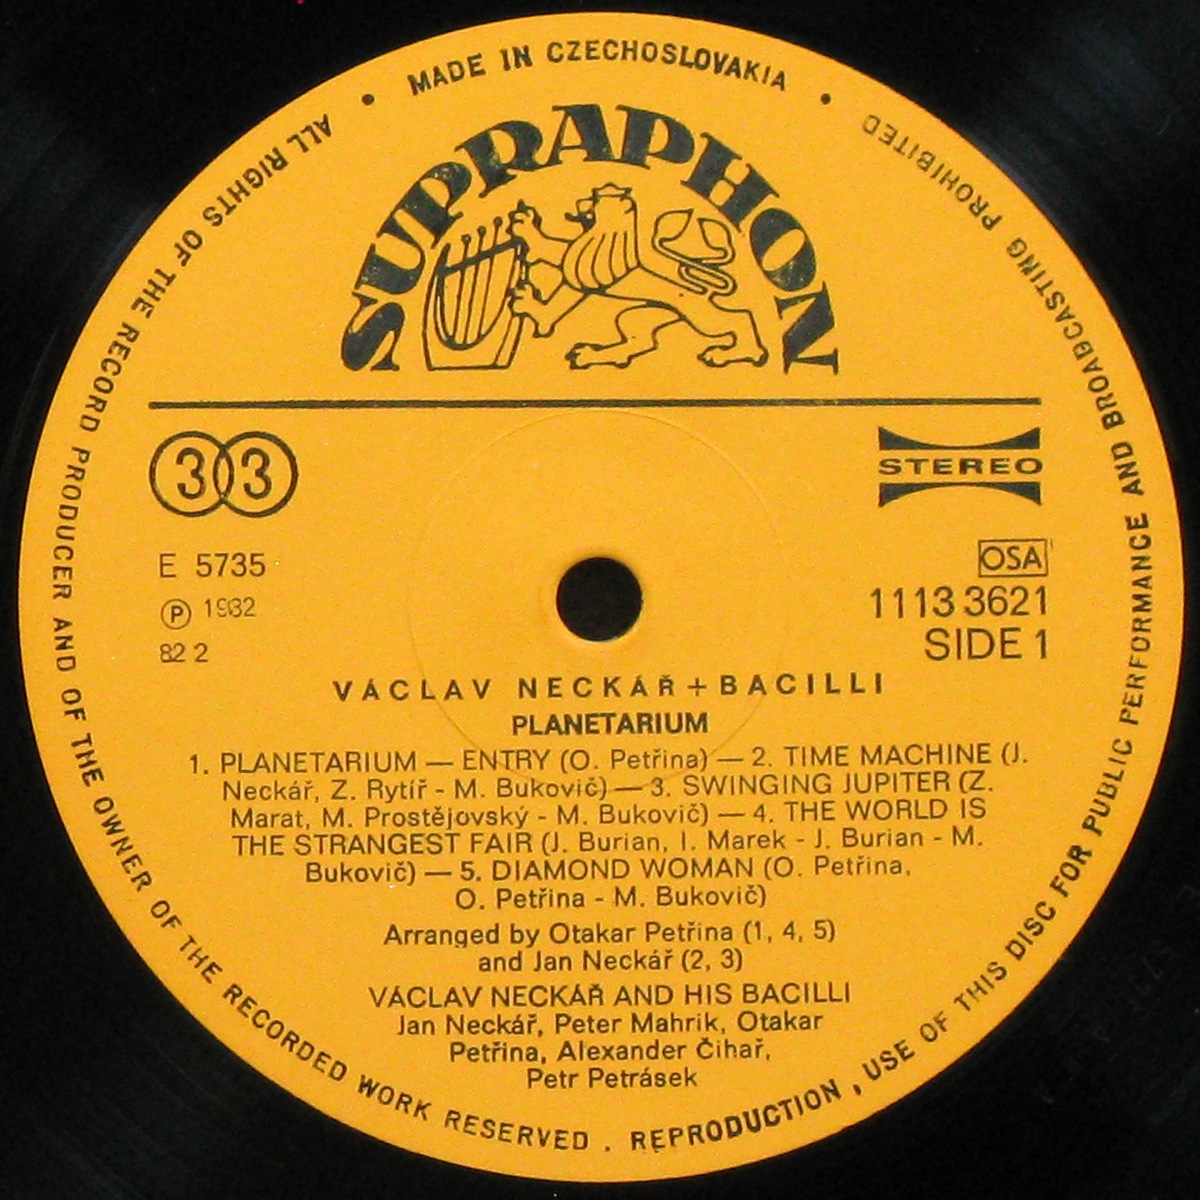 MADE IN CZECHOSLOVAKIA
ALL RIGHTS OF THE RECORD PRODUCER AND OF THE OWNER OF THE RECORDED WORK RESERVED . REPRODUCTION , USE OF THIS DISC FOR PUBLIC PERFORMANCE AND BROADCASTING PROHIBITED
SUPRAPHON
33
STEREO
E 5735
OSA
Ⓟ 1982
1113 3621
82 2
SIDE 1
VÁCLAV NECKÁŘ + BACILLI
PLANETARIUM
1. PLANETARIUM — ENTRY (O. Petřina) — 2. TIME MACHINE (J.
Neckář, Z. Rytíř - M. Bukovič) — 3. SWINGING JUPITER (Z.
Marat, M. Prostějovský - M. Bukovič) — 4. THE WORLD IS
THE STRANGEST FAIR (J. Burian, I. Marek - J. Burian - M.
Bukovič) — 5. DIAMOND WOMAN (O. Petřina,
O. Petřina - M. Bukovič)
Arranged by Otakar Petřina (1, 4, 5)
and Jan Neckář (2, 3)
VÁCLAV NECKÁŘ AND HIS BACILLI
Jan Neckář, Peter Mahrik, Otakar
Petřina, Alexander Čihař,
Petr Petrásek